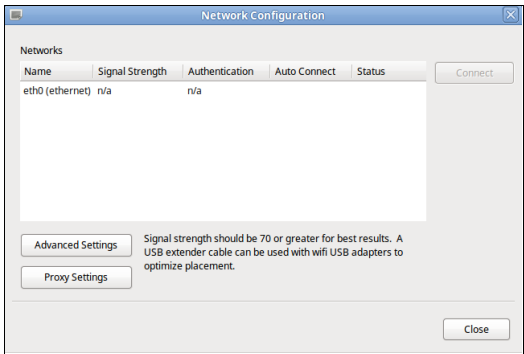 Network Configuration
Networks
Name Signal Strength Authentication Auto Connect Status
Connect
eth0 (ethernet) n/a n/a
Advanced Settings
Signal strength should be 70 or greater for best results. A
USB extender cable can be used with wifi USB adapters to
optimize placement.
Proxy Settings
Close